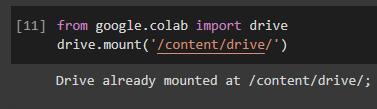 [11] from google.colab import drive
drive.mount('/content/drive/')
Drive already mounted at /content/drive/;